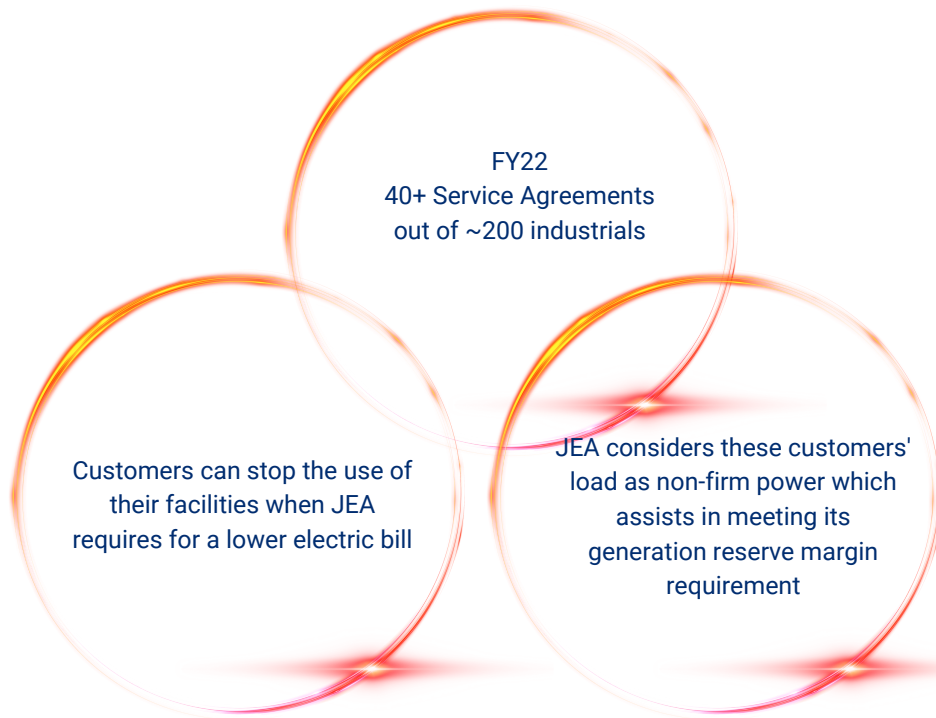 FY22
40+ Service Agreements
out of ~200 industrials
Customers can stop the use of
their facilities when JEA
requires for a lower electric bill
JEA considers these customers'
load as non-firm power which
assists in meeting its
generation reserve margin
requirement